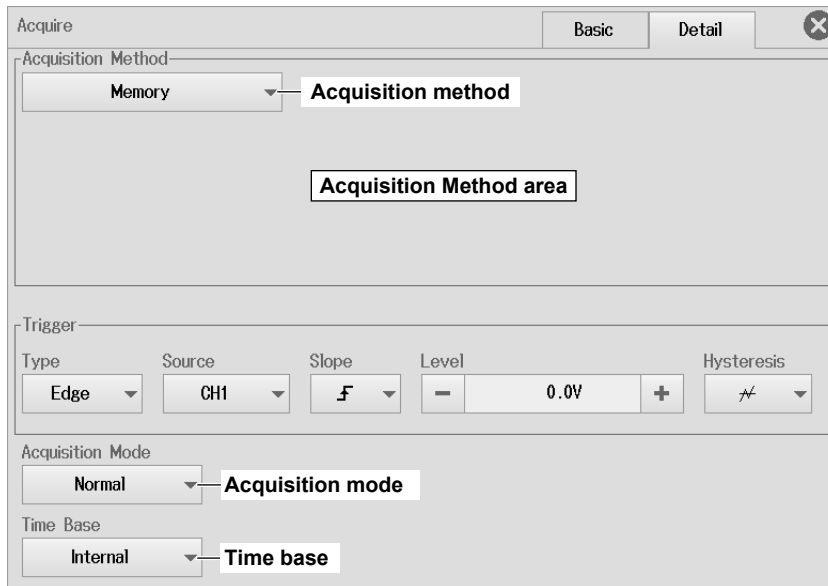 Acquire
Basic
Detail
Acquisition Method
Memory
Acquisition method
Acquisition Method area
Trigger
Type
Source
Slope
Level
Hysteresis
Edge
CH1
0.0V
Acquisition Mode
Normal
Acquisition mode
Time Base
Internal
Time base